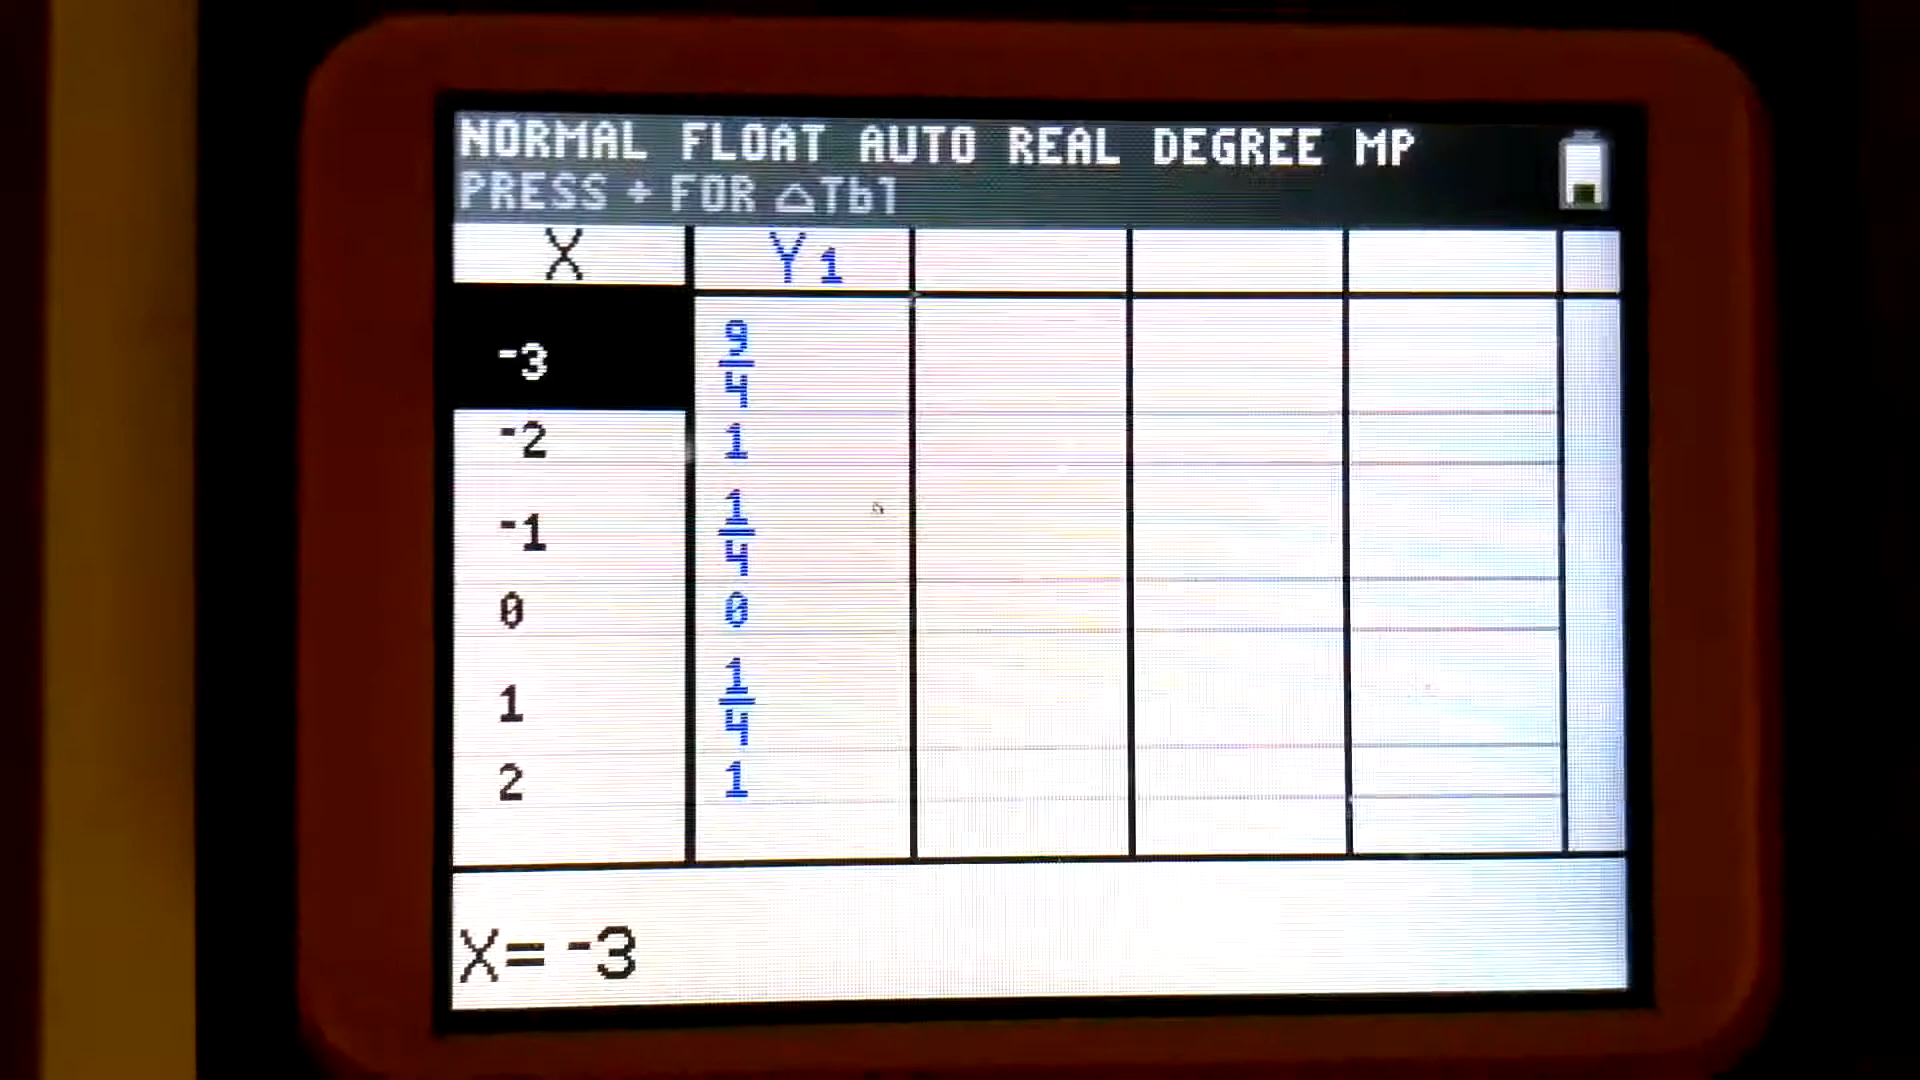 NORMAL FLOAT AUTO REAL DEGREE MP
PRESS + FOR △Tbl
X Y1
-3 9/4
-2 1
-1 1/4
0 0
1 1/4
2 1
X= -3